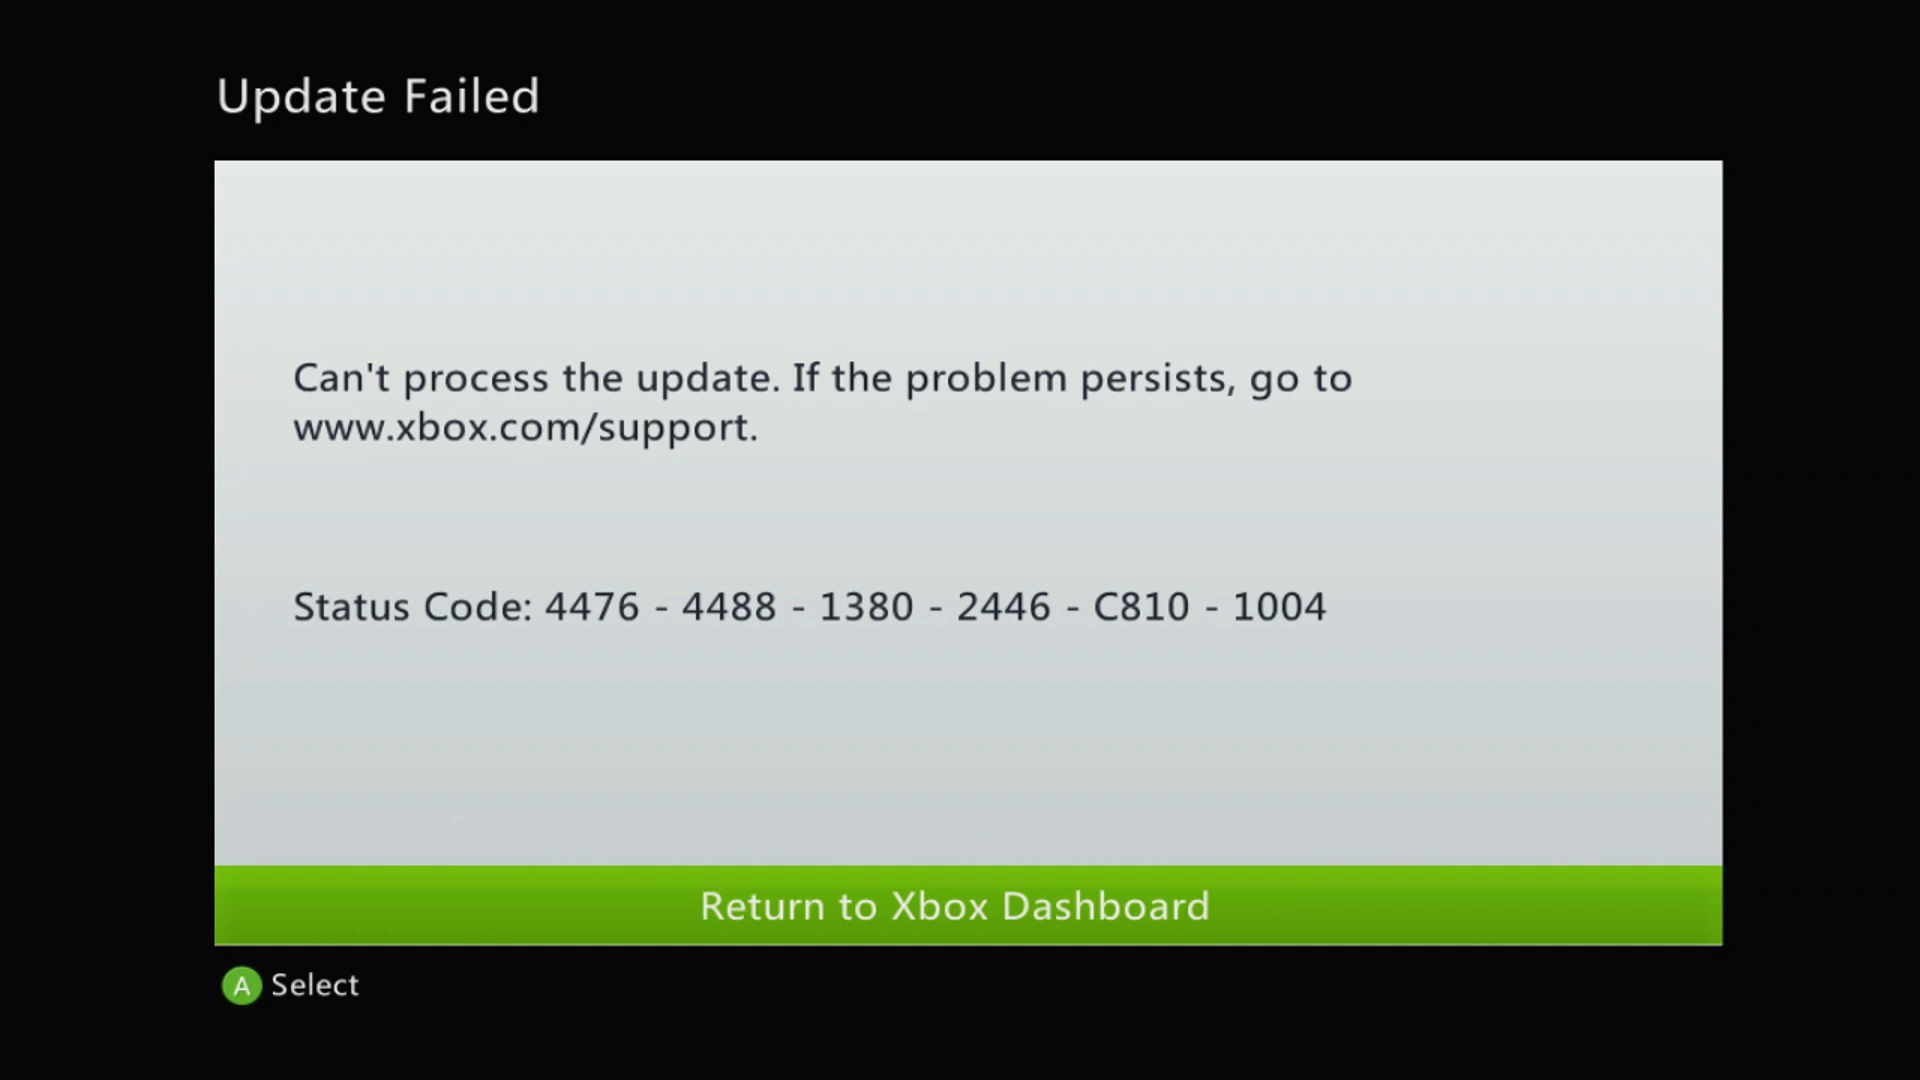 Update Failed
Can't process the update. If the problem persists, go to
www.xbox.com/support.
Status Code: 4476 - 4488 - 1380 - 2446 - C810 - 1004
Return to Xbox Dashboard
A Select